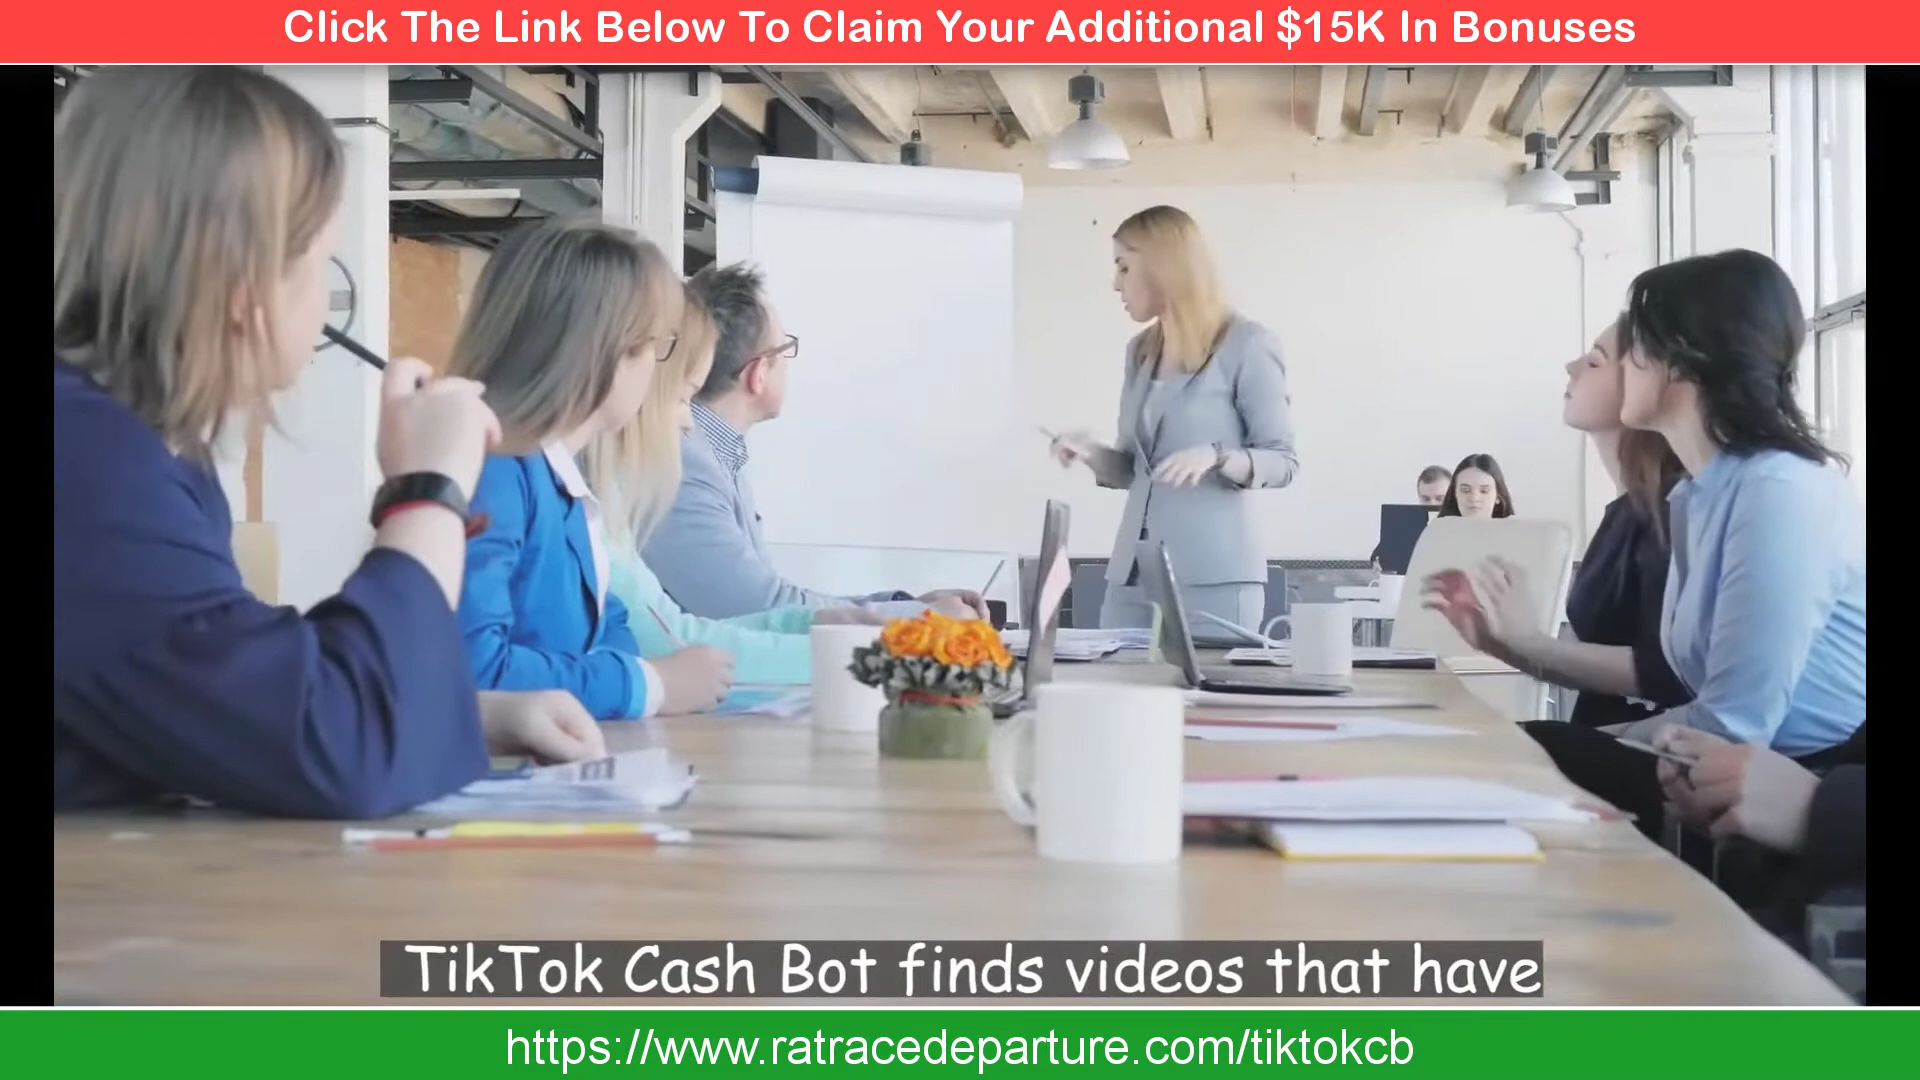 Click The Link Below To Claim Your Additional $15K In Bonuses
TikTok Cash Bot finds videos that have
https://www.ratracedeparture.com/tiktokcb